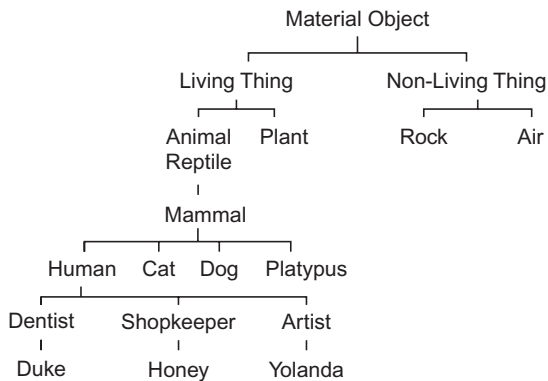 Material Object
Living Thing Non-Living Thing
Animal Plant Rock Air
Reptile
Mammal
Human Cat Dog Platypus
Dentist Shopkeeper Artist
Duke Honey Yolanda